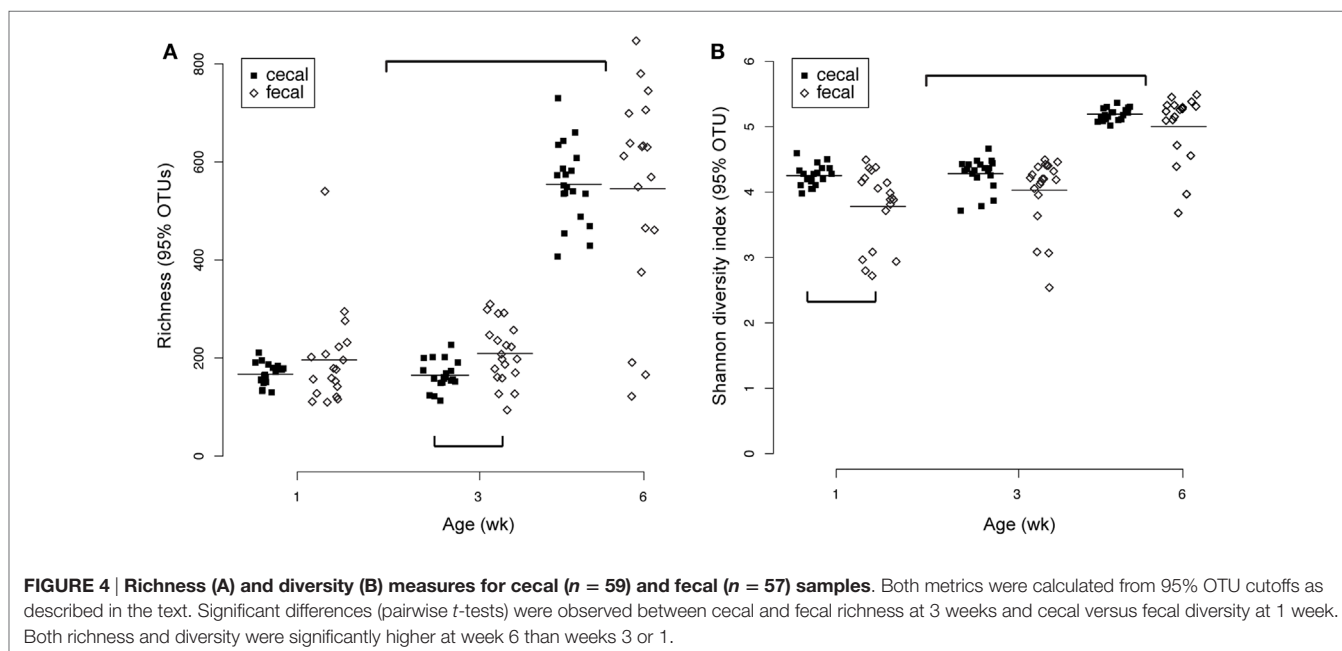 A
■ cecal
◇ fecal
Richness (95% OTUs)
800
600
400
200
0
1
3
6
Age (wk)
B
■ cecal
◇ fecal
Shannon diversity index (95% OTU)
6
5
4
3
2
1
0
1
3
6
Age (wk)
FIGURE 4 | Richness (A) and diversity (B) measures for cecal (n = 59) and fecal (n = 57) samples. Both metrics were calculated from 95% OTU cutoffs as
described in the text. Significant differences (pairwise t-tests) were observed between cecal and fecal richness at 3 weeks and cecal versus fecal diversity at 1 week.
Both richness and diversity were significantly higher at week 6 than weeks 3 or 1.